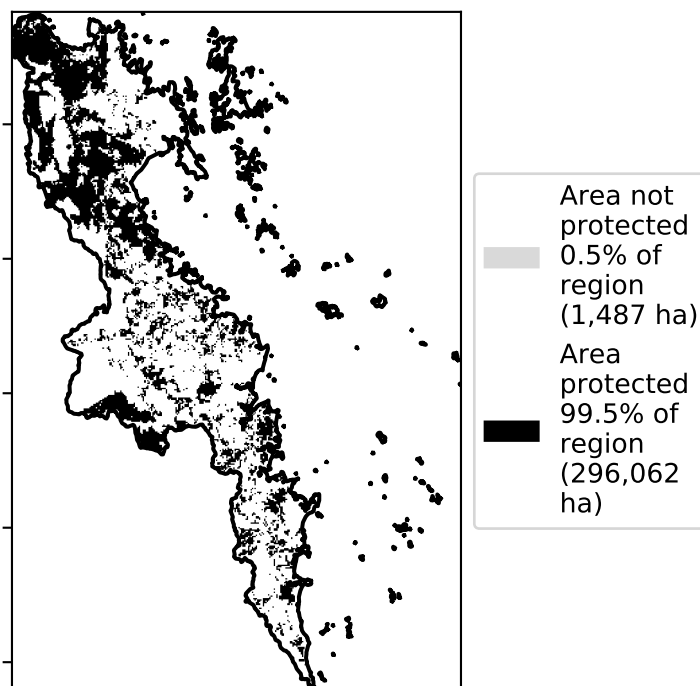 Area not
protected
0.5% of
region
(1,487 ha)
Area
protected
99.5% of
region
(296,062
ha)